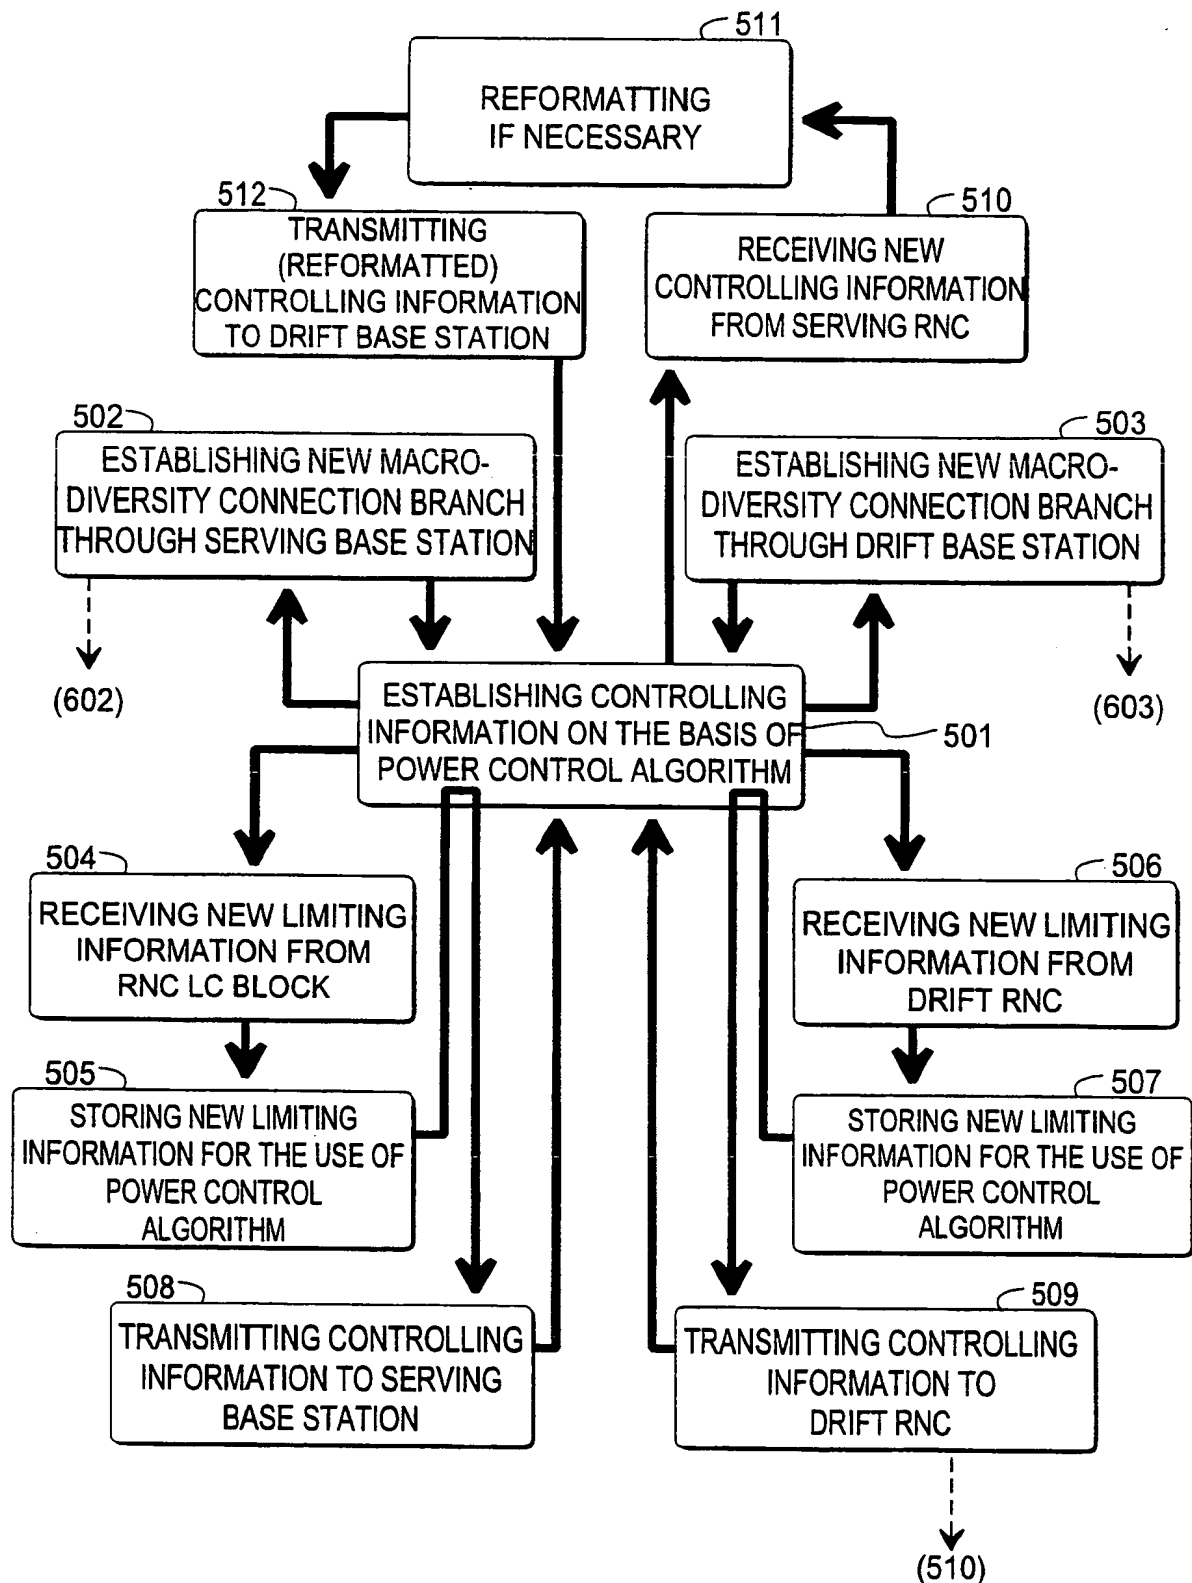 511
REFORMATTING
IF NECESSARY
512
TRANSMITTING
(REFORMATTED)
CONTROLLING INFORMATION
TO DRIFT BASE STATION
510
RECEIVING NEW
CONTROLLING INFORMATION
FROM SERVING RNC
502
ESTABLISHING NEW MACRO-
DIVERSITY CONNECTION BRANCH
THROUGH SERVING BASE STATION
503
ESTABLISHING NEW MACRO-
DIVERSITY CONNECTION BRANCH
THROUGH DRIFT BASE STATION
(602)
(603)
ESTABLISHING CONTROLLING
INFORMATION ON THE BASIS OF
POWER CONTROL ALGORITHM
501
504
RECEIVING NEW LIMITING
INFORMATION FROM
RNC LC BLOCK
506
RECEIVING NEW LIMITING
INFORMATION FROM
DRIFT RNC
505
STORING NEW LIMITING
INFORMATION FOR THE USE OF
POWER CONTROL
ALGORITHM
507
STORING NEW LIMITING
INFORMATION FOR THE USE OF
POWER CONTROL
ALGORITHM
508
TRANSMITTING CONTROLLING
INFORMATION TO SERVING
BASE STATION
509
TRANSMITTING CONTROLLING
INFORMATION TO
DRIFT RNC
(510)